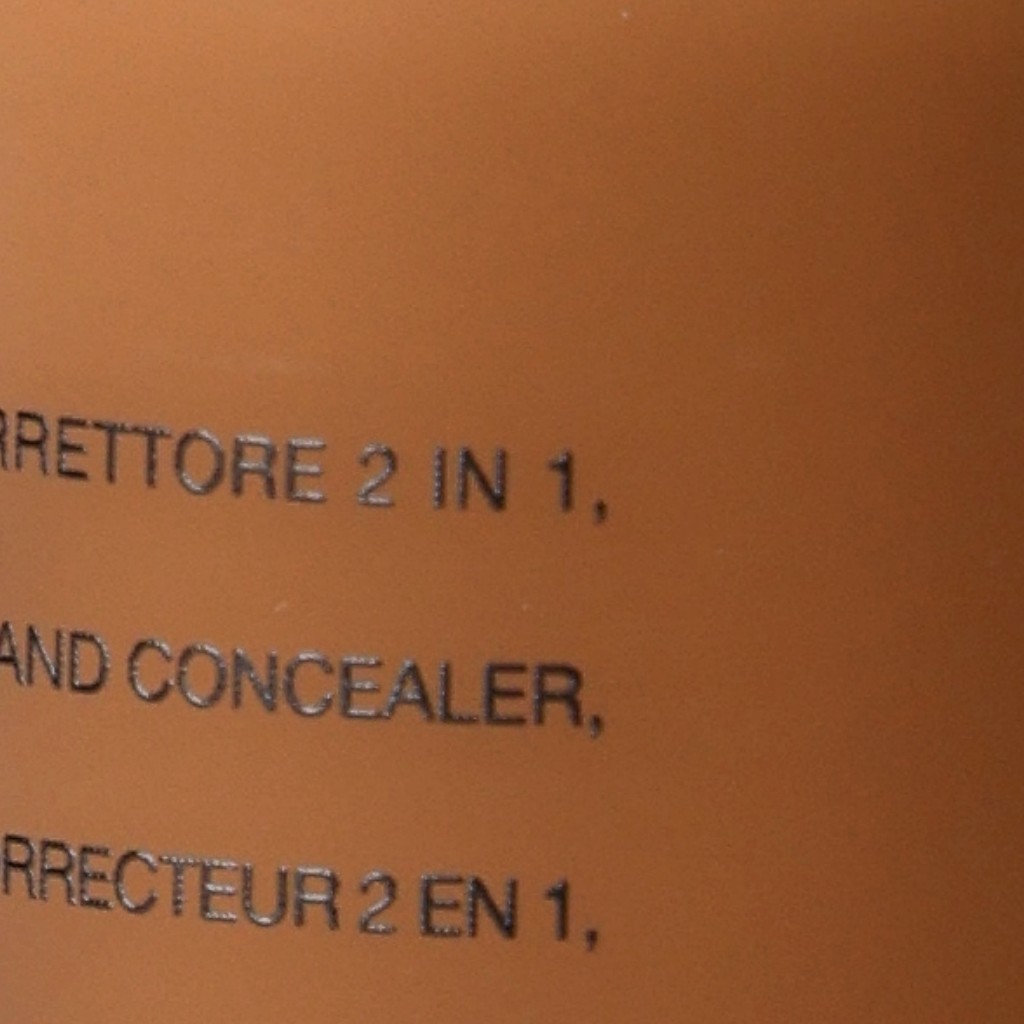 RRETTORE 2 IN 1,
AND CONCEALER,
RRECTEUR 2 EN 1,